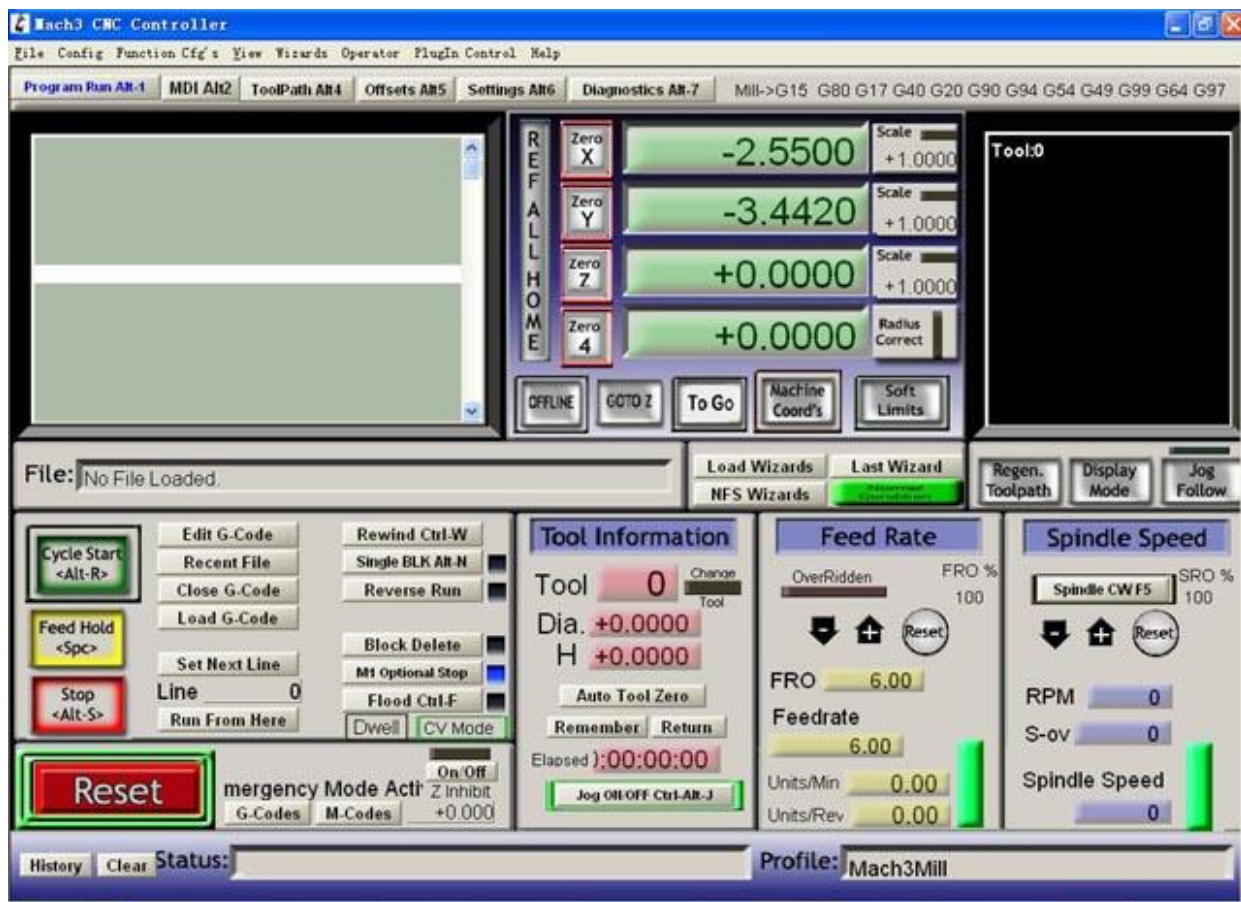 Mach3 CNC Controller
File Config Function Cfg's View Wizards Operator PlugIn Control Help
Program Run Alt-1 MDI Alt2 ToolPath Alt4 Offsets Alt5 Settings Alt6 Diagnostics Alt-7 Mill->G15 G80 G17 G40 G20 G90 G94 G54 G49 G99 G64 G97
REF ALL HOME
Zero X -2.5500 Scale +1.0000
Zero Y -3.4420 Scale +1.0000
Zero Z +0.0000 Scale +1.0000
Zero 4 +0.0000 Radius Correct
OFFLINE GOTO Z To Go Machine Coord's Soft Limits
Tool:0
File: No File Loaded.
Load Wizards Last Wizard
NFS Wizards Normal Condition
Regen. Toolpath Display Mode Jog Follow
Cycle Start <Alt-R>
Feed Hold <Spc>
Stop <Alt-S>
Edit G-Code
Recent File
Close G-Code
Load G-Code
Set Next Line
Line 0
Run From Here
Rewind Ctrl-W
Single BLK Alt-N
Reverse Run
Block Delete
M1 Optional Stop
Flood Ctrl-F
Dwell CV Mode
Reset
mergency Mode Acti
On/Off
Z Inhibit
+0.000
G-Codes M-Codes
Tool Information
Tool 0 Change Tool
Dia. +0.0000
H +0.0000
Auto Tool Zero
Remember Return
Elapsed ):00:00:00
Jog ON/OFF Ctrl-Alt-J
Feed Rate
OverRidden FRO %
100
Reset
FRO 6.00
Feedrate
6.00
Units/Min 0.00
Units/Rev 0.00
Spindle Speed
Spindle CW F5 SRO %
100
Reset
RPM 0
S-ov 0
Spindle Speed
0
History Clear Status:
Profile: Mach3Mill